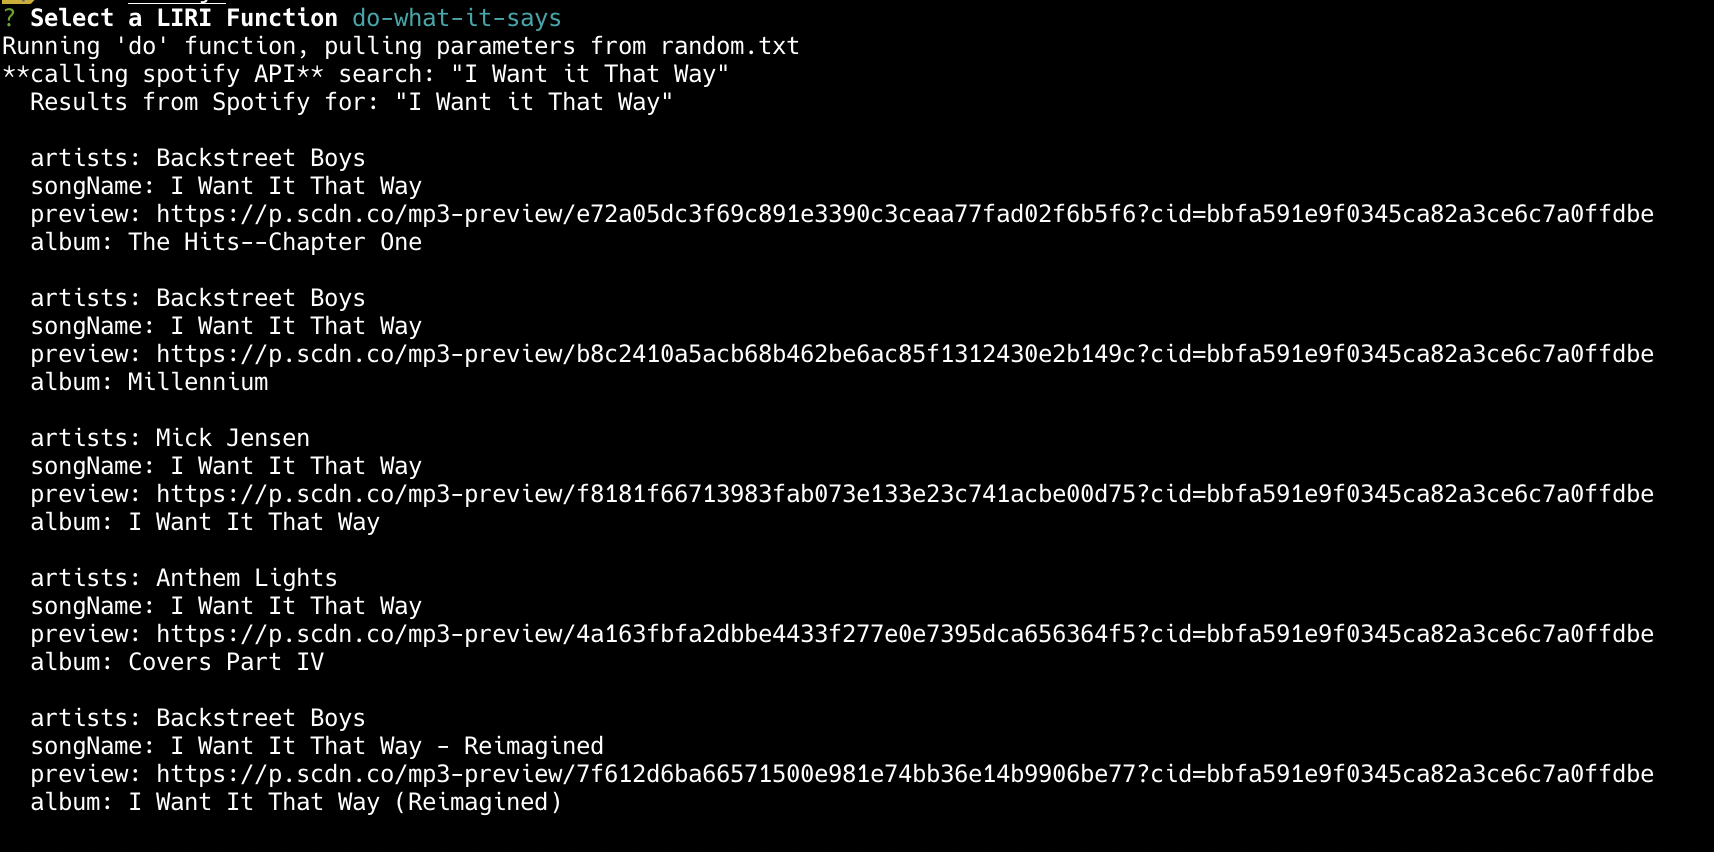 ? Select a LIRI Function do-what-it-says
Running 'do' function, pulling parameters from random.txt
**calling spotify API** search: "I Want it That Way"
Results from Spotify for: "I Want it That Way"
artists: Backstreet Boys
songName: I Want It That Way
preview: https://p.scdn.co/mp3-preview/e72a05dc3f69c891e3390c3ceaa77fad02f6b5f6?cid=bbfa591e9f0345ca82a3ce6c7a0ffdbe
album: The Hits--Chapter One
artists: Backstreet Boys
songName: I Want It That Way
preview: https://p.scdn.co/mp3-preview/b8c2410a5acb68b462be6ac85f1312430e2b149c?cid=bbfa591e9f0345ca82a3ce6c7a0ffdbe
album: Millennium
artists: Mick Jensen
songName: I Want It That Way
preview: https://p.scdn.co/mp3-preview/f8181f66713983fab073e133e23c741acbe00d75?cid=bbfa591e9f0345ca82a3ce6c7a0ffdbe
album: I Want It That Way
artists: Anthem Lights
songName: I Want It That Way
preview: https://p.scdn.co/mp3-preview/4a163fbfa2dbbe4433f277e0e7395dca656364f5?cid=bbfa591e9f0345ca82a3ce6c7a0ffdbe
album: Covers Part IV
artists: Backstreet Boys
songName: I Want It That Way - Reimagined
preview: https://p.scdn.co/mp3-preview/7f612d6ba66571500e981e74bb36e14b9906be77?cid=bbfa591e9f0345ca82a3ce6c7a0ffdbe
album: I Want It That Way (Reimagined)